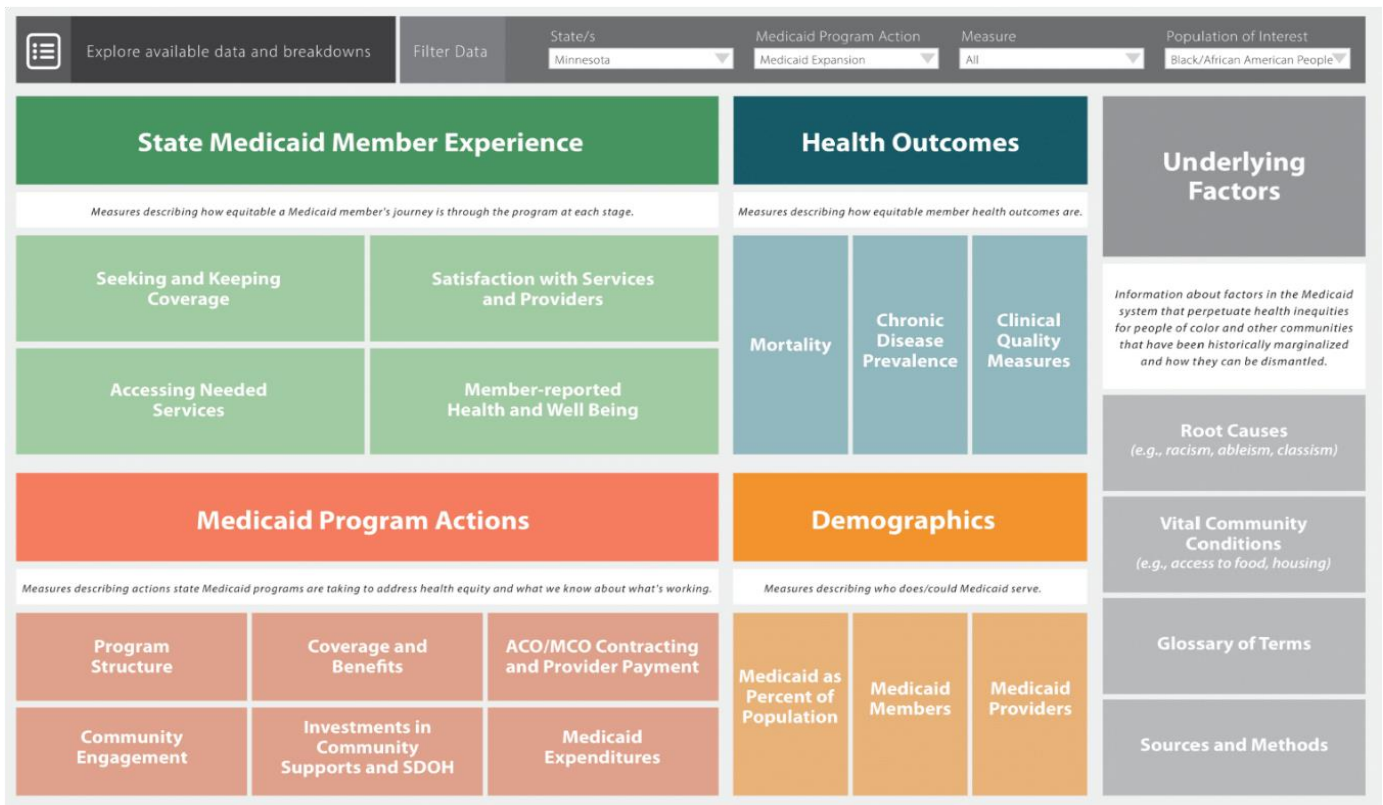 Explore available data and breakdowns
Filter Data
State/s
Minnesota
Medicaid Program Action
Medicaid Expansion
Measure
All
Population of Interest
Black/African American People
State Medicaid Member Experience
Measures describing how equitable a Medicaid member's journey is through the program at each stage.
Seeking and Keeping
Coverage
Satisfaction with Services
and Providers
Accessing Needed
Services
Member-reported
Health and Well Being
Health Outcomes
Measures describing how equitable member health outcomes are.
Mortality
Chronic
Disease
Prevalence
Clinical
Quality
Measures
Medicaid Program Actions
Measures describing actions state Medicaid programs are taking to address health equity and what we know about what's working.
Program
Structure
Coverage and
Benefits
ACO/MCO Contracting
and Provider Payment
Community
Engagement
Investments in
Community
Supports and SDOH
Medicaid
Expenditures
Demographics
Measures describing who does/could Medicaid serve.
Medicaid as
Percent of
Population
Medicaid
Members
Medicaid
Providers
Underlying
Factors
Information about factors in the Medicaid
system that perpetuate health inequities
for people of color and other communities
that have been historically marginalized
and how they can be dismantled.
Root Causes
(e.g., racism, ableism, classism)
Vital Community
Conditions
(e.g., access to food, housing)
Glossary of Terms
Sources and Methods